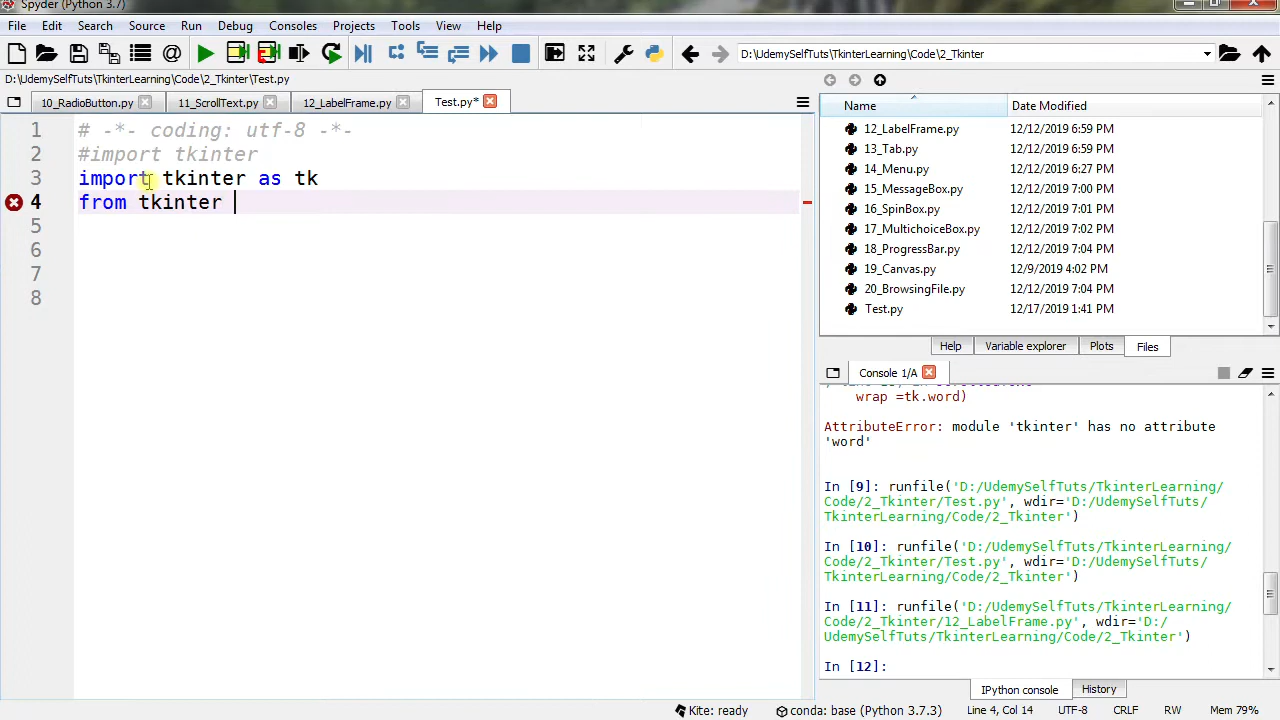 Spyder (Python 3.7)
File Edit Search Source Run Debug Consoles Projects Tools View Help
D:\UdemySelfTuts\TkinterLearning\Code\2_Tkinter
D:\UdemySelfTuts\TkinterLearning\Code\2_Tkinter\Test.py
10_RadioButton.py 11_ScrollText.py 12_LabelFrame.py Test.py*
1 # -*- coding: utf-8 -*-
2 #import tkinter
3 import tkinter as tk
4 from tkinter
5
6
7
8
Name Date Modified
12_LabelFrame.py 12/12/2019 6:59 PM
13_Tab.py 12/12/2019 6:59 PM
14_Menu.py 12/12/2019 6:27 PM
15_MessageBox.py 12/12/2019 7:01 PM
16_SpinBox.py 12/12/2019 7:01 PM
17_MultichoiceBox.py 12/12/2019 7:02 PM
18_ProgressBar.py 12/12/2019 7:04 PM
19_Canvas.py 12/9/2019 4:02 PM
20_BrowsingFile.py 12/12/2019 7:04 PM
Test.py 12/17/2019 1:41 PM
Help Variable explorer Plots Files
Console 1/A
wrap =tk.word)
AttributeError: module 'tkinter' has no attribute
'word'
In [9]: runfile('D:/UdemySelfTuts/TkinterLearning/
Code/2_Tkinter/Test.py', wdir='D:/UdemySelfTuts/
TkinterLearning/Code/2_Tkinter')
In [10]: runfile('D:/UdemySelfTuts/TkinterLearning/
Code/2_Tkinter/Test.py', wdir='D:/UdemySelfTuts/
TkinterLearning/Code/2_Tkinter')
In [11]: runfile('D:/UdemySelfTuts/TkinterLearning/
Code/2_Tkinter/12_LabelFrame.py', wdir='D:/
UdemySelfTuts/TkinterLearning/Code/2_Tkinter')
In [12]:
IPython console History
Kite: ready conda: base (Python 3.7.3) Line 4, Col 14 UTF-8 CRLF RW Mem 79%